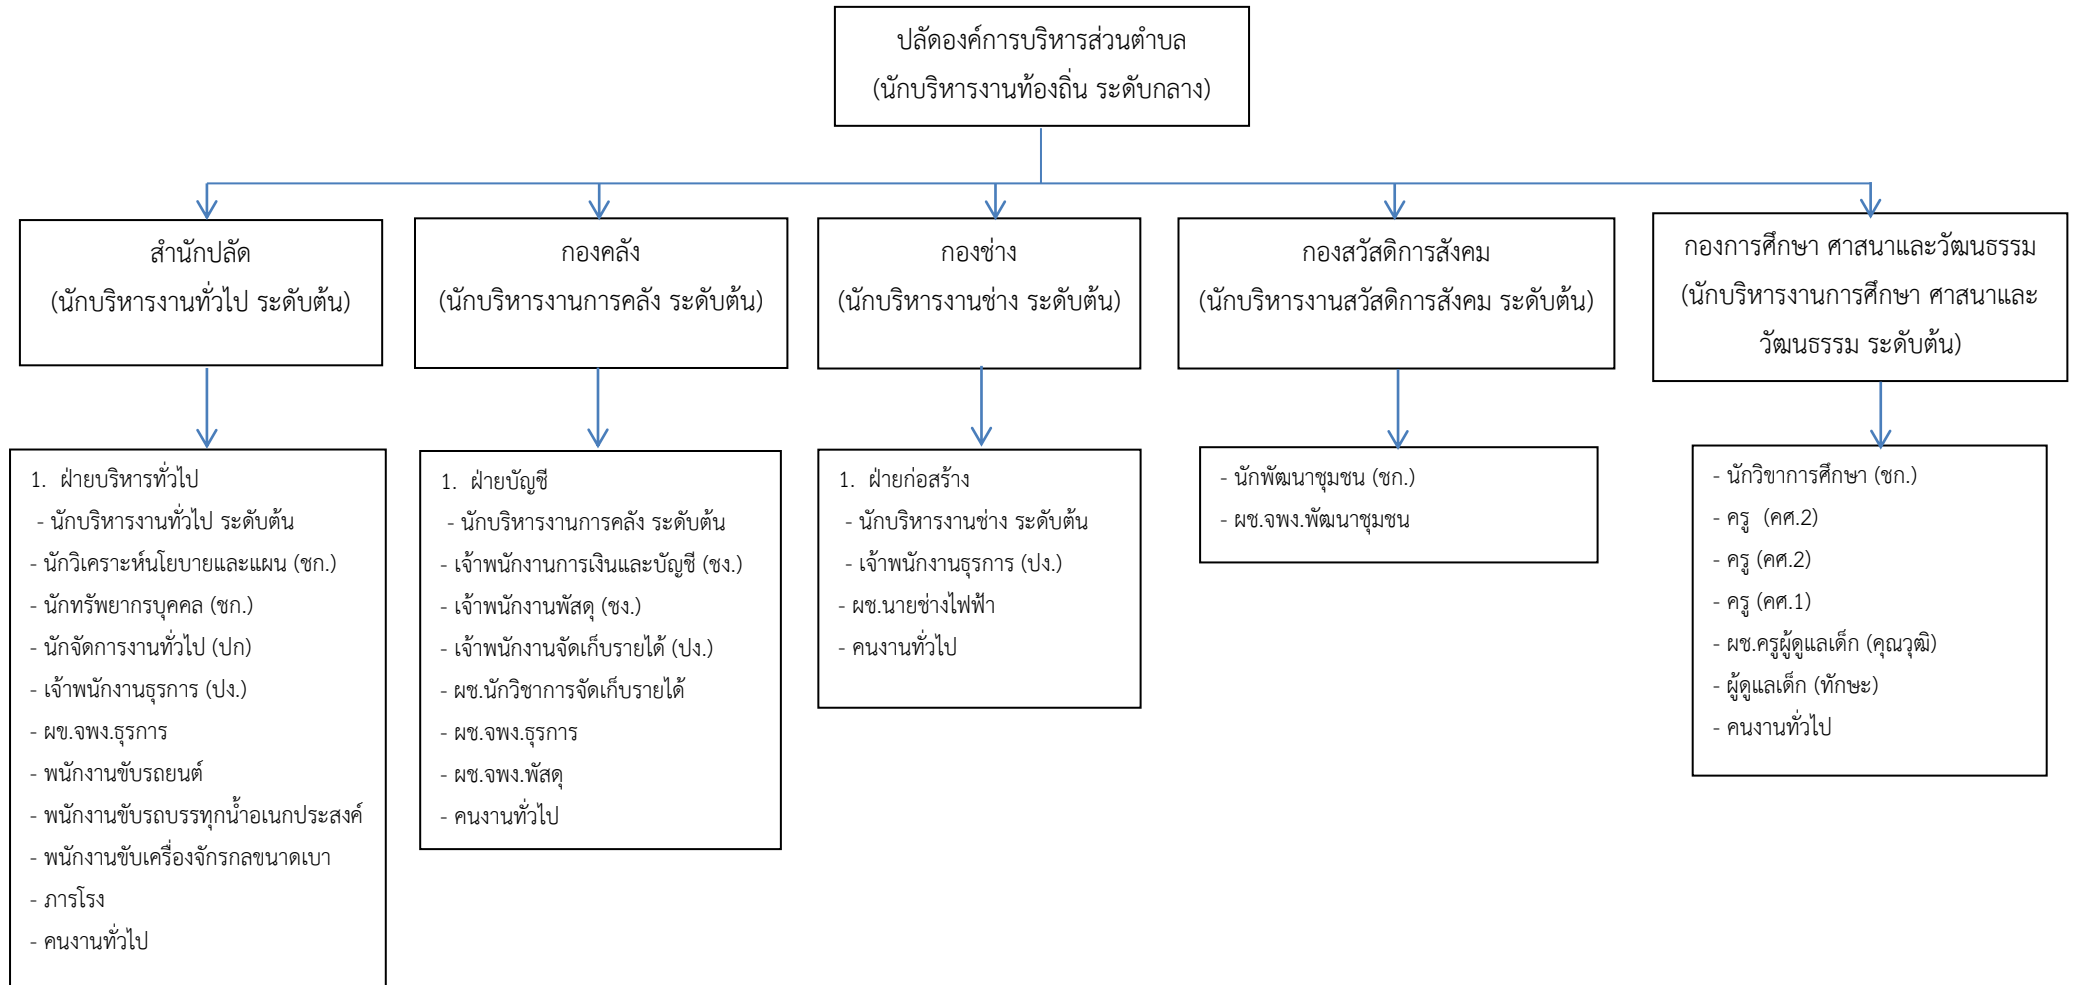 ปลัดองค์การบริหารส่วนตำบล
(นักบริหารงานท้องถิ่น ระดับกลาง)
สำนักปลัด
(นักบริหารงานทั่วไป ระดับต้น)
กองคลัง
(นักบริหารงานการคลัง ระดับต้น)
กองช่าง
(นักบริหารงานช่าง ระดับต้น)
กองสวัสดิการสังคม
(นักบริหารงานสวัสดิการสังคม ระดับต้น)
กองการศึกษา ศาสนาและวัฒนธรรม
(นักบริหารงานการศึกษา ศาสนาและ
วัฒนธรรม ระดับต้น)
1. ฝ่ายบริหารทั่วไป
- นักบริหารงานทั่วไป ระดับต้น
- นักวิเคราะห์นโยบายและแผน (ชก.)
- นักทรัพยากรบุคคล (ชก.)
- นักจัดการงานทั่วไป (ปก)
- เจ้าพนักงานธุรการ (ปง.)
- ผข.จพง.ธุรการ
- พนักงานขับรถยนต์
- พนักงานขับรถบรรทุกน้ำอเนกประสงค์
- พนักงานขับเครื่องจักรกลขนาดเบา
- ภารโรง
- คนงานทั่วไป
1. ฝ่ายบัญชี
- นักบริหารงานการคลัง ระดับต้น
- เจ้าพนักงานการเงินและบัญชี (ชง.)
- เจ้าพนักงานพัสดุ (ชง.)
- เจ้าพนักงานจัดเก็บรายได้ (ปง.)
- ผช.นักวิชาการจัดเก็บรายได้
- ผช.จพง.ธุรการ
- ผช.จพง.พัสดุ
- คนงานทั่วไป
1. ฝ่ายก่อสร้าง
- นักบริหารงานช่าง ระดับต้น
- เจ้าพนักงานธุรการ (ปง.)
- ผช.นายช่างไฟฟ้า
- คนงานทั่วไป
- นักพัฒนาชุมชน (ชก.)
- ผช.จพง.พัฒนาชุมชน
- นักวิขาการศึกษา (ชก.)
- ครู (คศ.2)
- ครู (คศ.2)
- ครู (คศ.1)
- ผช.ครูผู้ดูแลเด็ก (คุณวุฒิ)
- ผู้ดูแลเด็ก (ทักษะ)
- คนงานทั่วไป